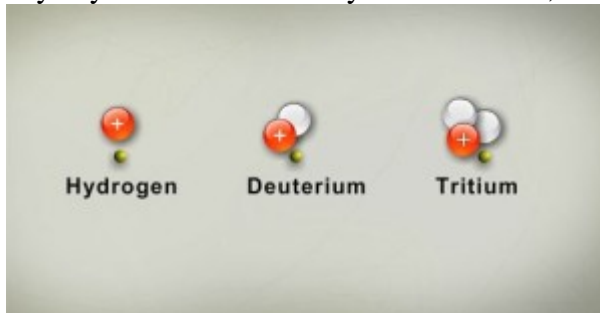 + + +
Hydrogen Deuterium Tritium